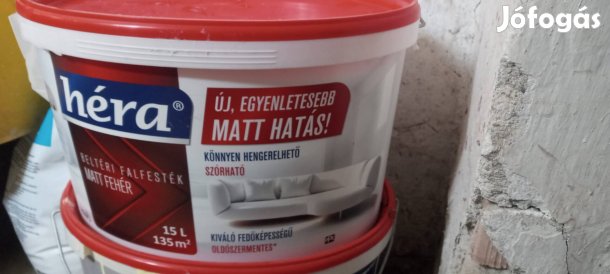 Jófogás
héra®
ÚJ, EGYENLETESEBB
MATT HATÁS!
BELTÉRI FALFESTÉK
MATT FEHÉR
KÖNNYEN HENGERELHETŐ
SZÓRHATÓ
15 L
135 m²
KIVÁLÓ FEDŐKÉPESSÉGŰ
OLDÓSZERMENTES*
PPG